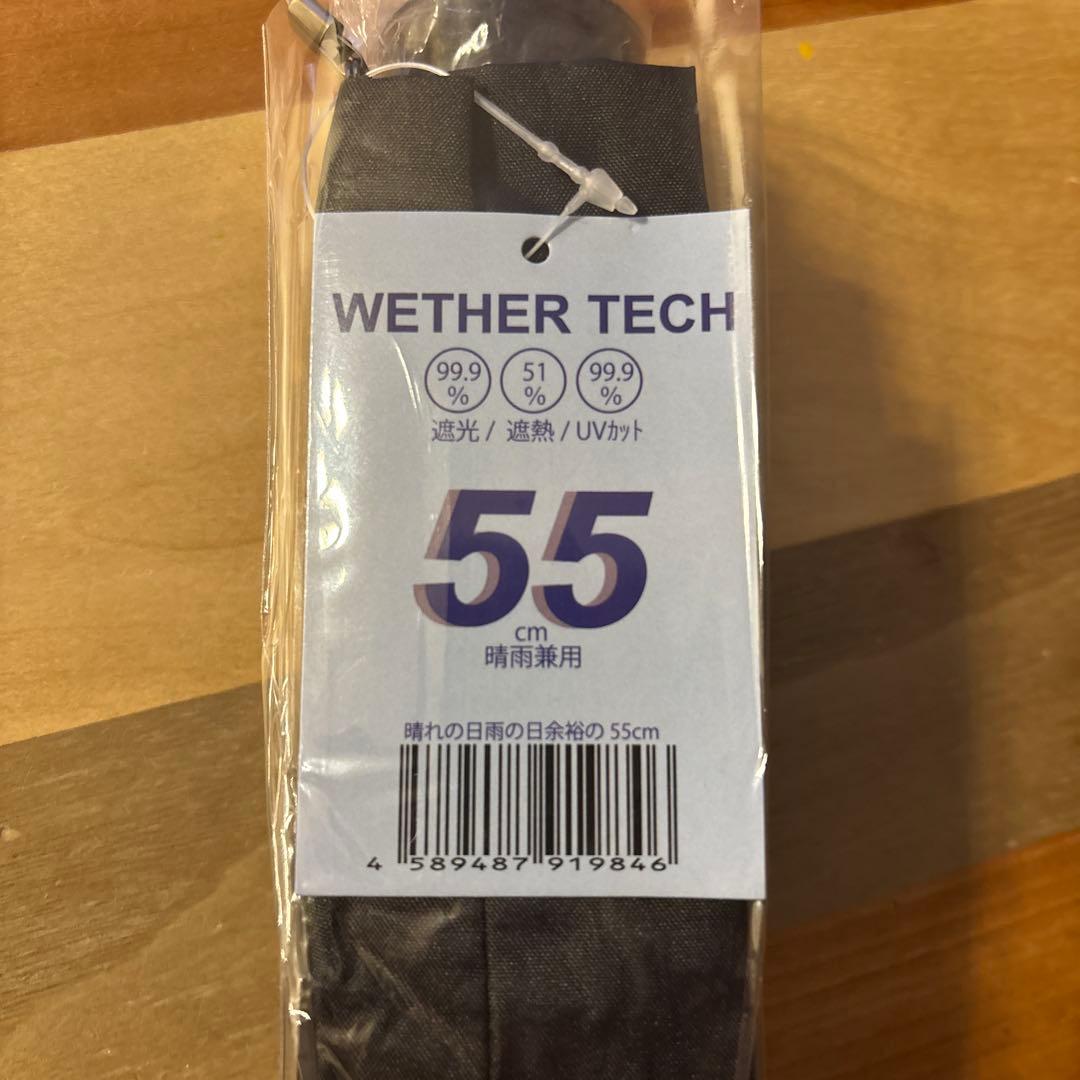 WETHER TECH
99.9% 51% 99.9%
遮光 / 遮熱 / UVｶｯﾄ
55
cm
晴雨兼用
晴れの日雨の日余裕の 55cm
4 589487 919846